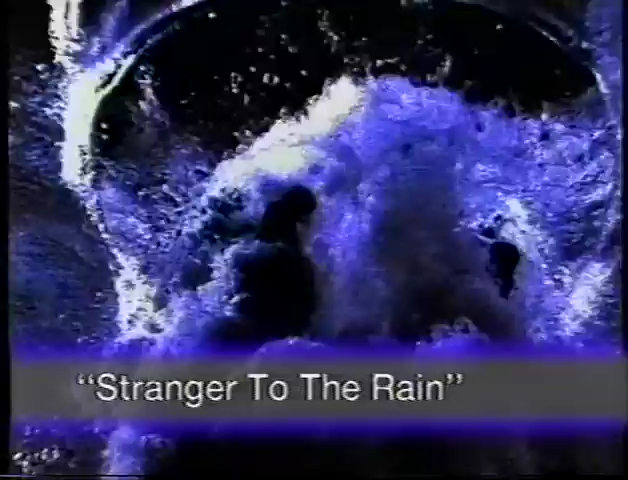 “Stranger To The Rain”